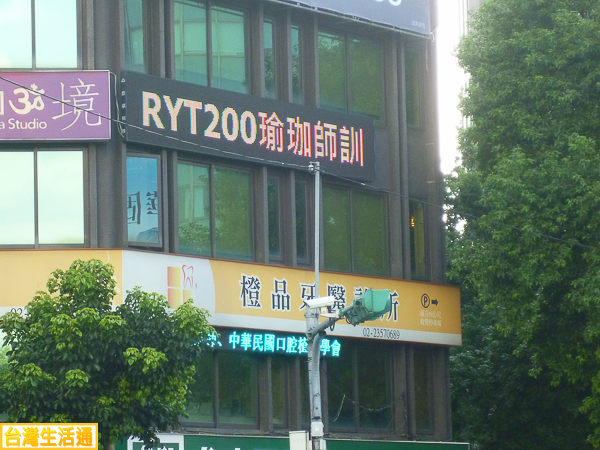 境
Studio
RYT200瑜珈師訓
橙品牙醫診所
P
02-23570689
中華民國口腔植 學會
台灣生活通